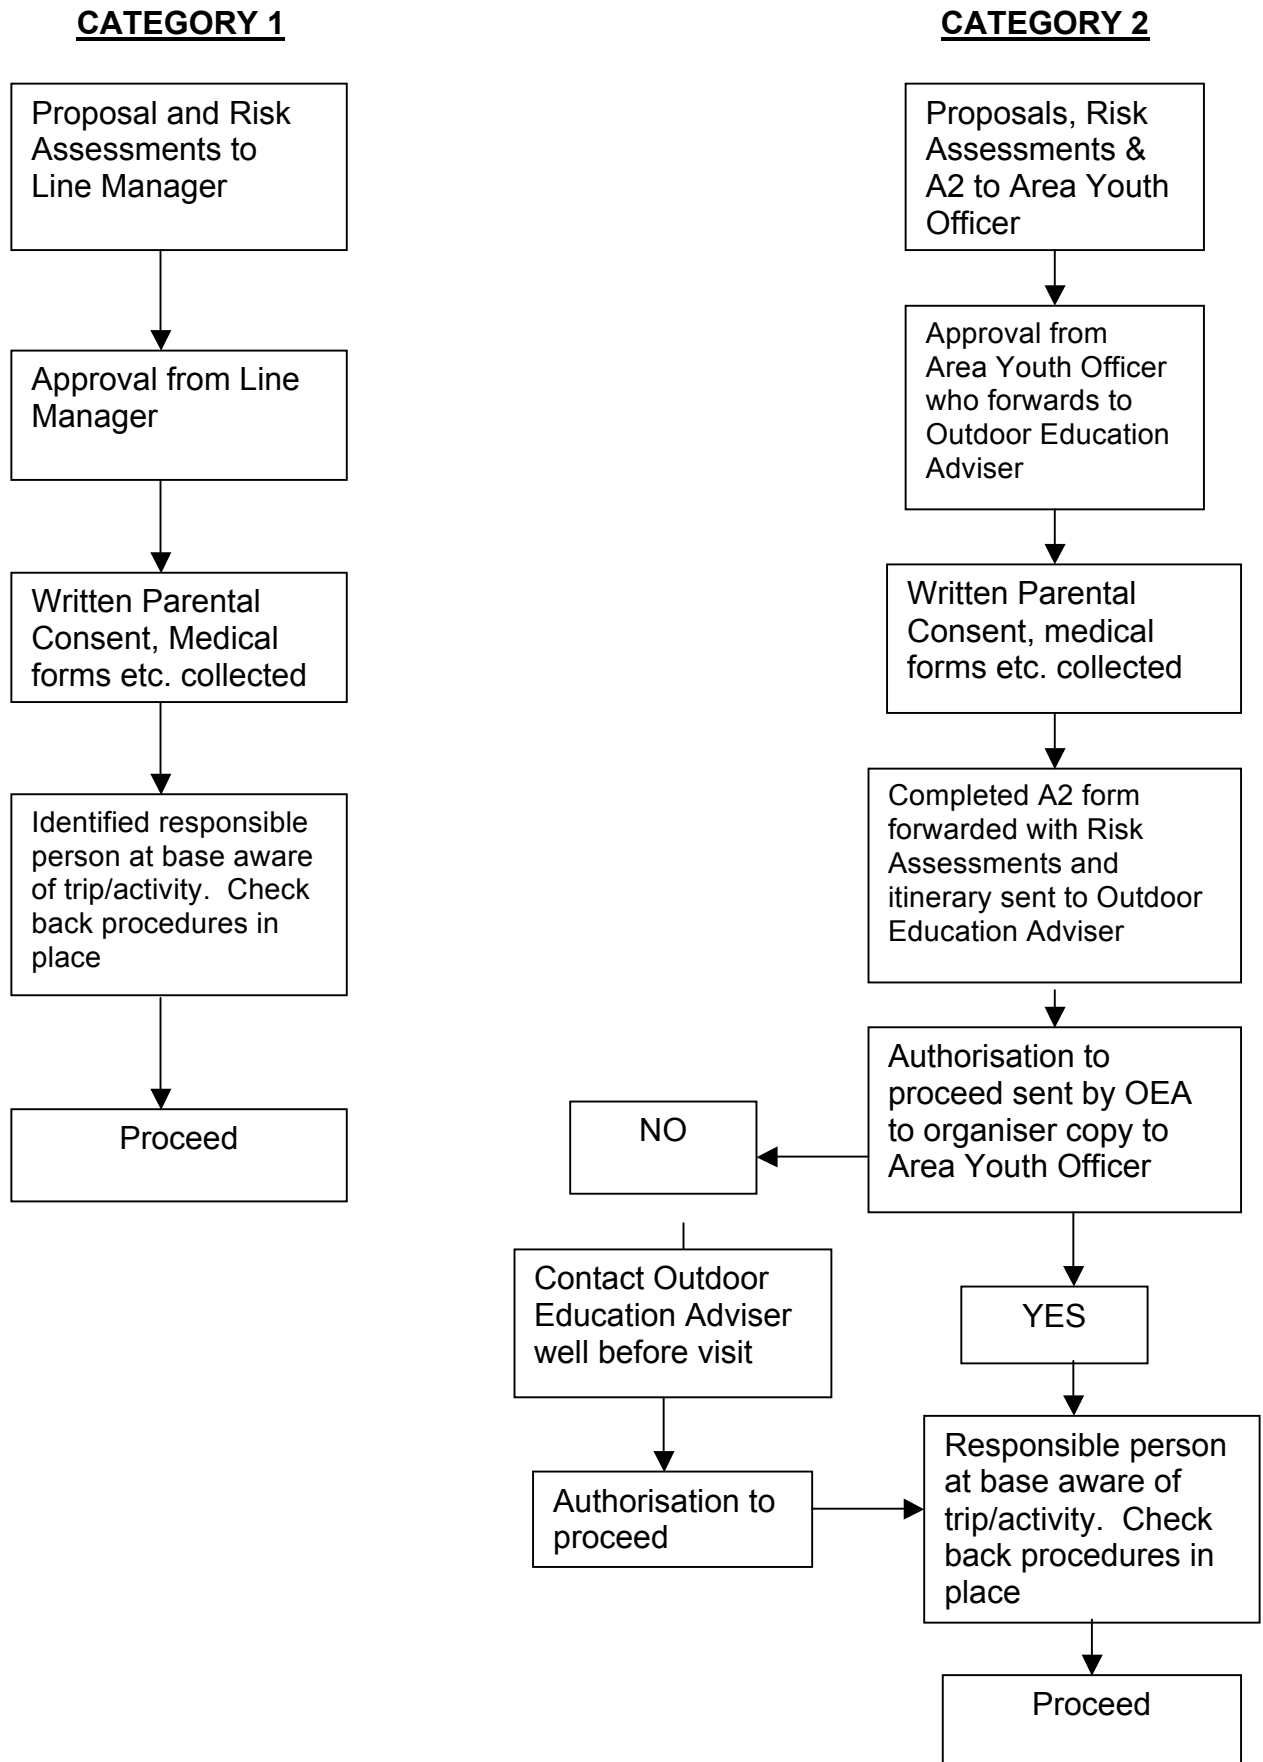 CATEGORY 1
Proposal and Risk
Assessments to
Line Manager
Approval from Line
Manager
Written Parental
Consent, Medical
forms etc. collected
Identified responsible
person at base aware
of trip/activity.  Check
back procedures in
place
Proceed
CATEGORY 2
Proposals, Risk
Assessments &
A2 to Area Youth
Officer
Approval from
Area Youth Officer
who forwards to
Outdoor Education
Adviser
Written Parental
Consent, medical
forms etc. collected
Completed A2 form
forwarded with Risk
Assessments and
itinerary sent to Outdoor
Education Adviser
Authorisation to
proceed sent by OEA
to organiser copy to
Area Youth Officer
NO
Contact Outdoor
Education Adviser
well before visit
Authorisation to
proceed
YES
Responsible person
at base aware of
trip/activity.  Check
back procedures in
place
Proceed